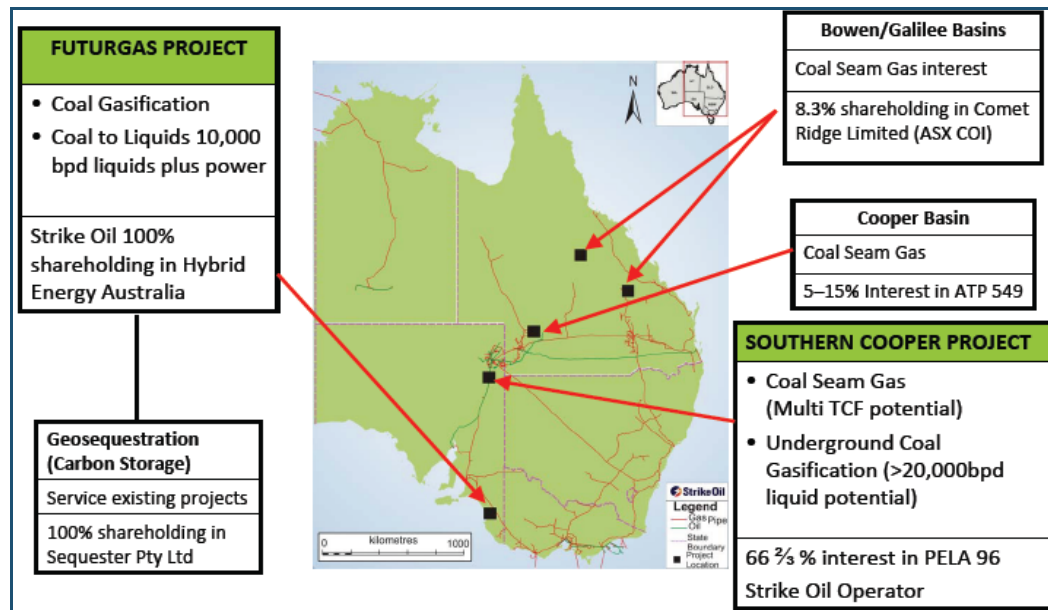 FUTURGAS PROJECT
• Coal Gasification
• Coal to Liquids 10,000
bpd liquids plus power
Strike Oil 100%
shareholding in Hybrid
Energy Australia
Geosequestration
(Carbon Storage)
Service existing projects
100% shareholding in
Sequester Pty Ltd
N
kilometres
0 1000
StrikeOil
Legend
Gas Pipe
Oil
State
Boundary
Project
Location
Bowen/Galilee Basins
Coal Seam Gas interest
8.3% shareholding in Comet
Ridge Limited (ASX COI)
Cooper Basin
Coal Seam Gas
5–15% Interest in ATP 549
SOUTHERN COOPER PROJECT
• Coal Seam Gas
(Multi TCF potential)
• Underground Coal
Gasification (>20,000bpd
liquid potential)
66 ⅔ % interest in PELA 96
Strike Oil Operator